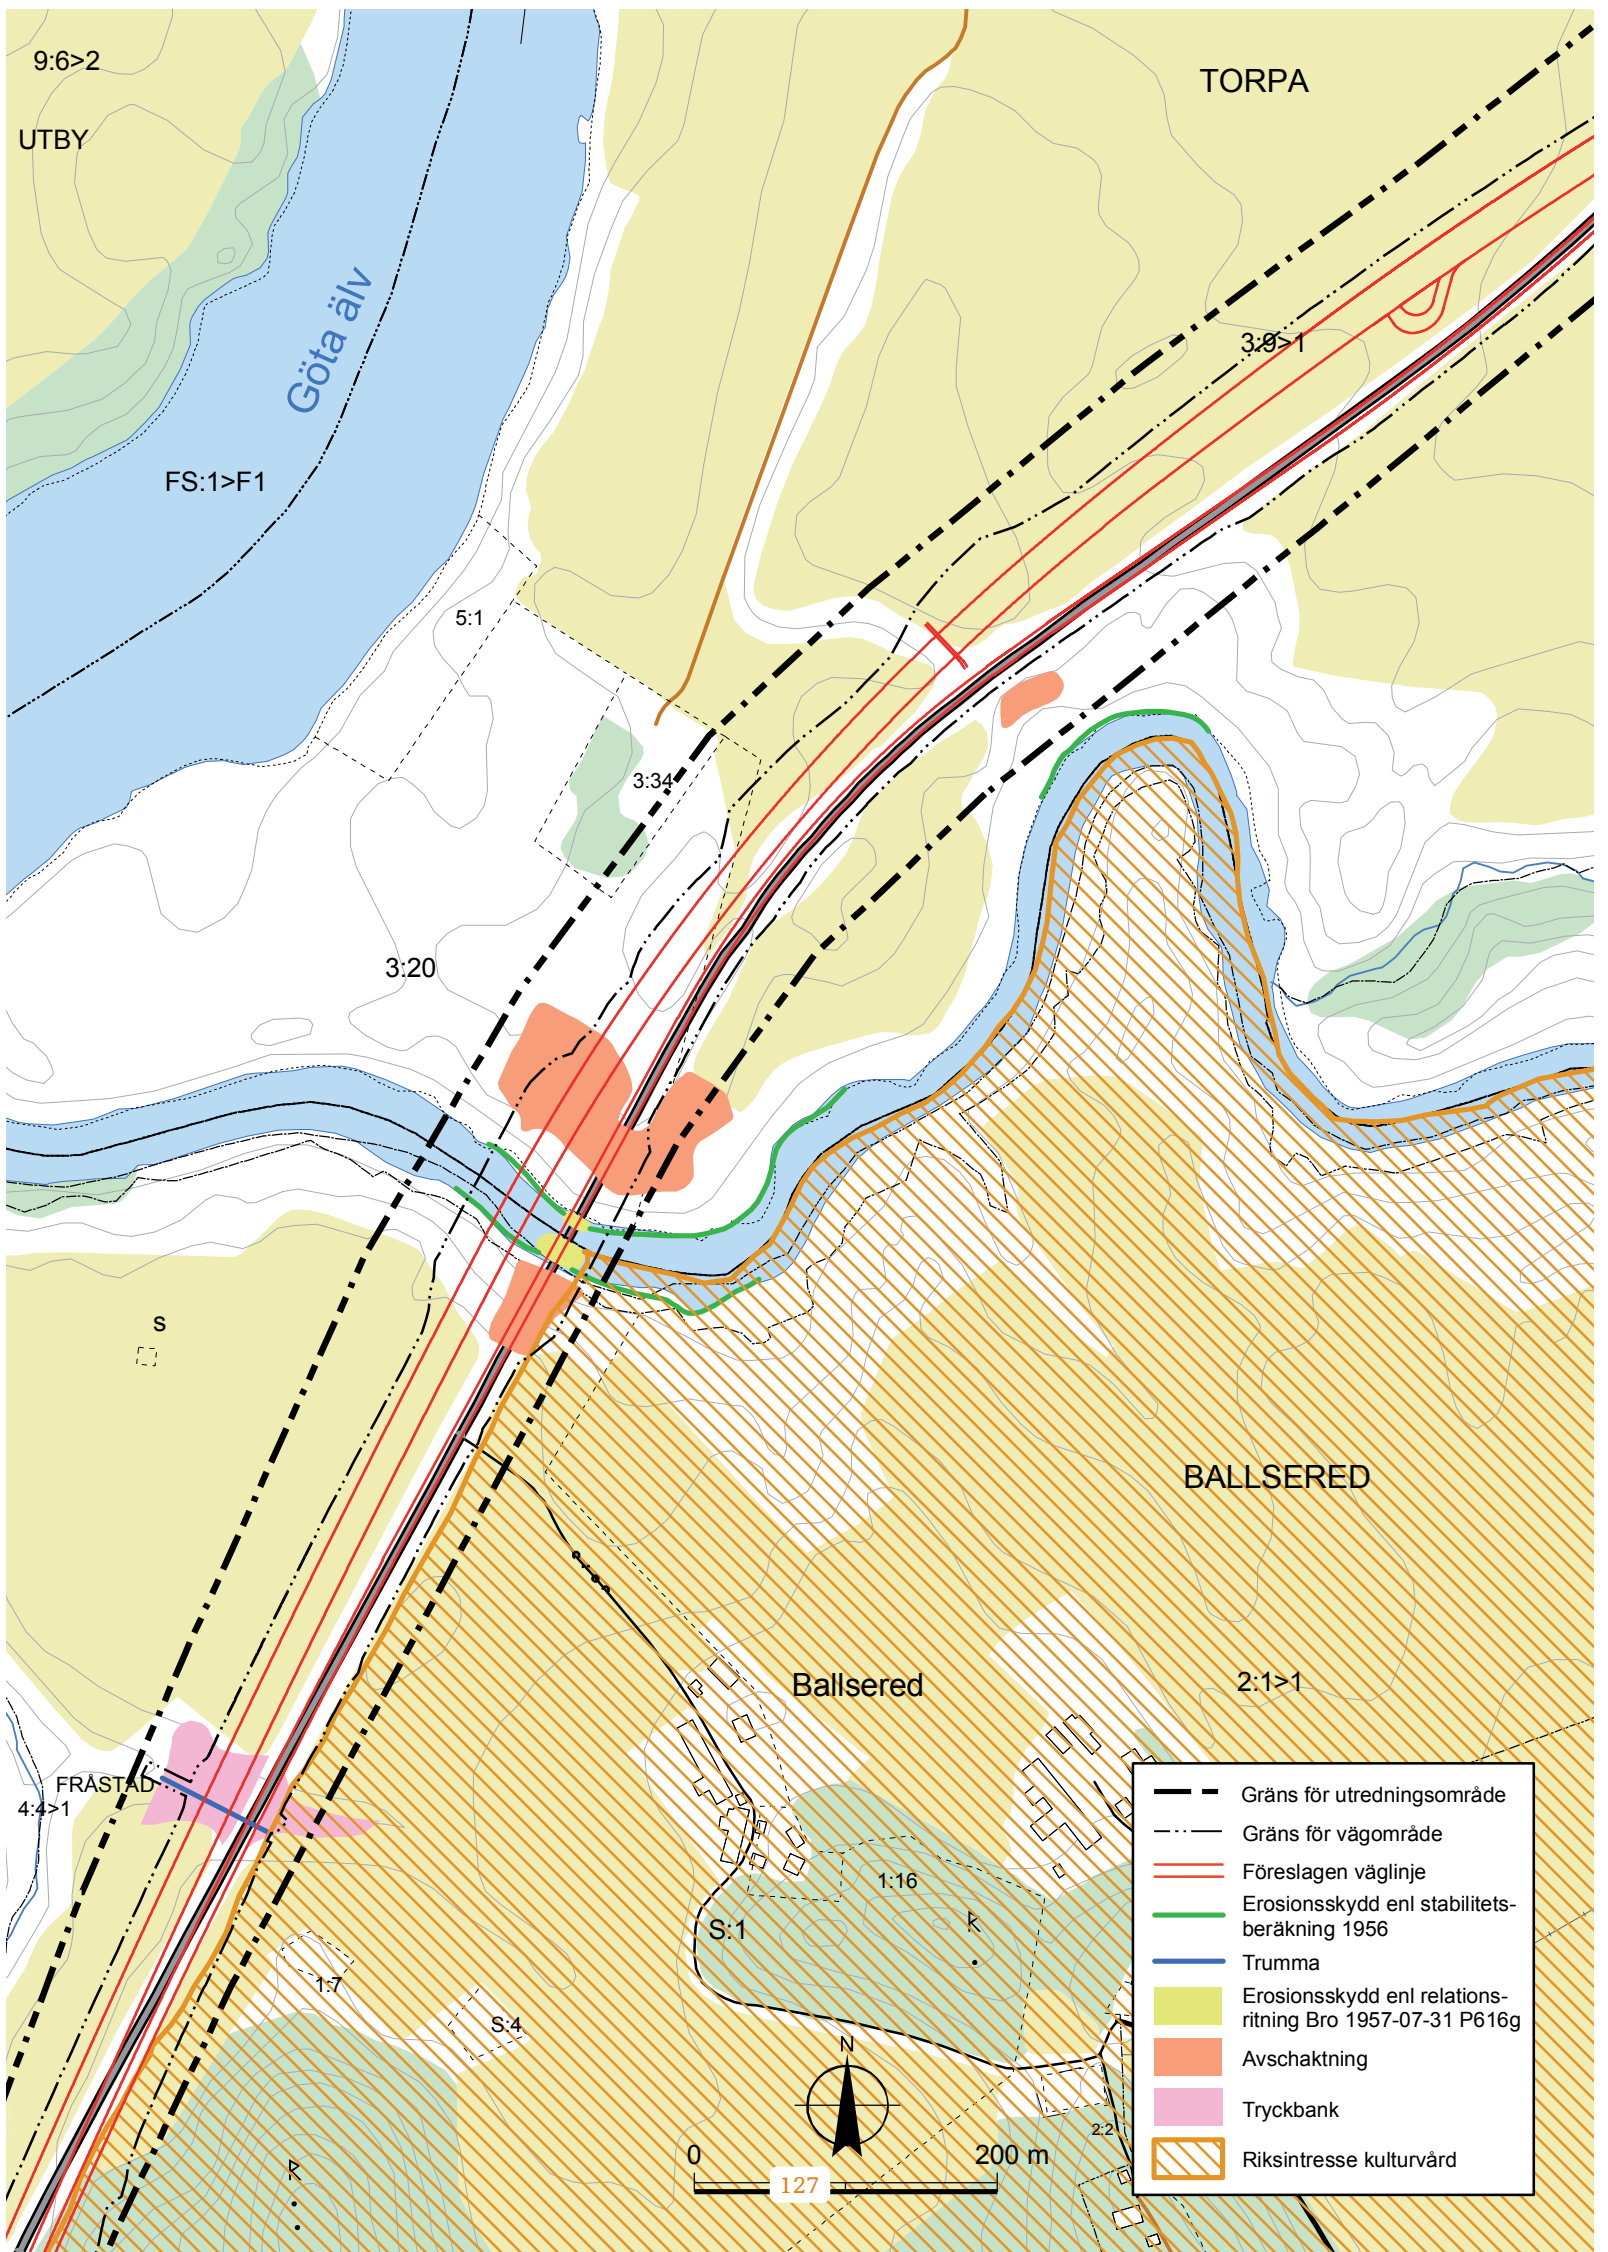 9:6>2
TORPA
UTBY
Göta älv
3:9>1
FS:1>F1
5:1
3:34
3:20
s
BALLSERED
Ballsered
2:1>1
FRÅSTAD
4:4>1
1:16
S:1
1:7
S:4
2:2
N
0
200 m
127
R
R
Gräns för utredningsområde
Gräns för vägområde
Föreslagen väglinje
Erosionsskydd enl stabilitets-
beräkning 1956
Trumma
Erosionsskydd enl relations-
ritning Bro 1957-07-31 P616g
Avschaktning
Tryckbank
Riksintresse kulturvård